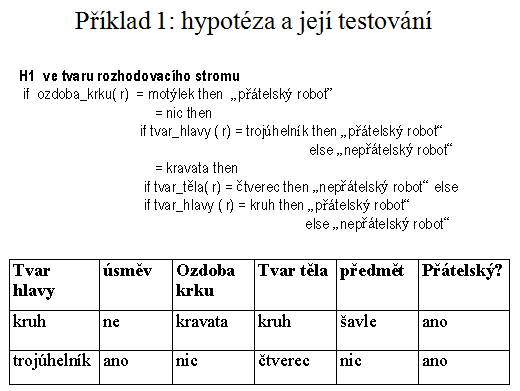 Příklad 1: hypotéza a její testování
H1 ve tvaru rozhodovacího stromu
if ozdoba_krku( r) = motýlek then „přátelský robot“
= nic then
if tvar_hlavy ( r) = trojúhelník then „přátelský robot“
else „nepřátelský robot“
= kravata then
if tvar_těla( r) = čtverec then „nepřátelský robot“ else
if tvar_hlavy ( r) = kruh then „přátelský robot“
else „nepřátelský robot“
Tvar hlavy úsměv Ozdoba krku Tvar těla předmět Přátelský?
kruh ne kravata kruh šavle ano
trojúhelník ano nic čtverec nic ano